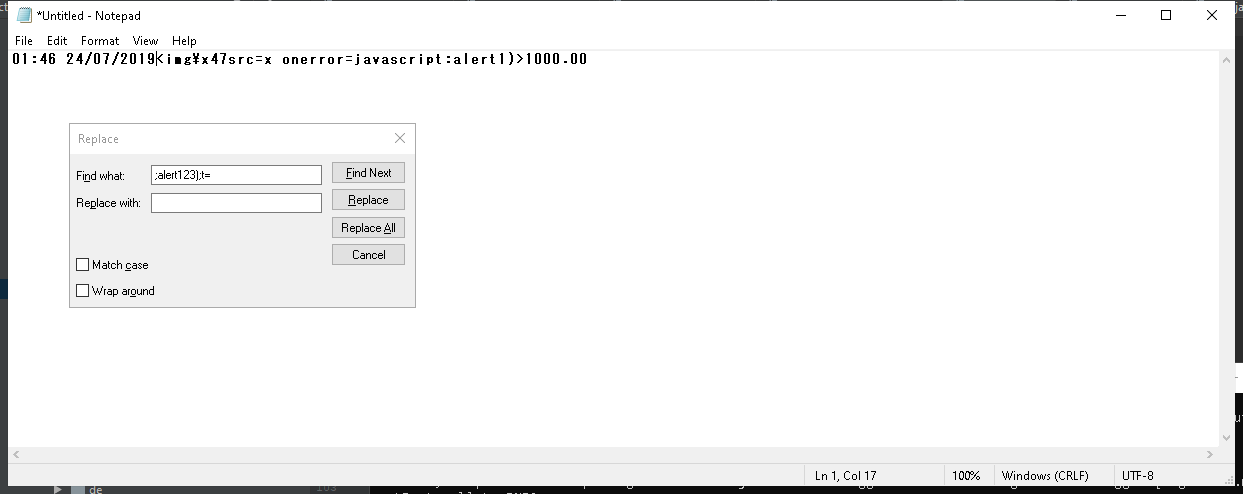 *Untitled - Notepad
File Edit Format View Help
01:46 24/07/2019<img¥x47src=x onerror=javascript:alert1)>1000.00
Replace
Find what: ;alert123);t= Find Next
Replace with: Replace
Replace All
Cancel
Match case
Wrap around
Ln 1, Col 17 100% Windows (CRLF) UTF-8
de 103